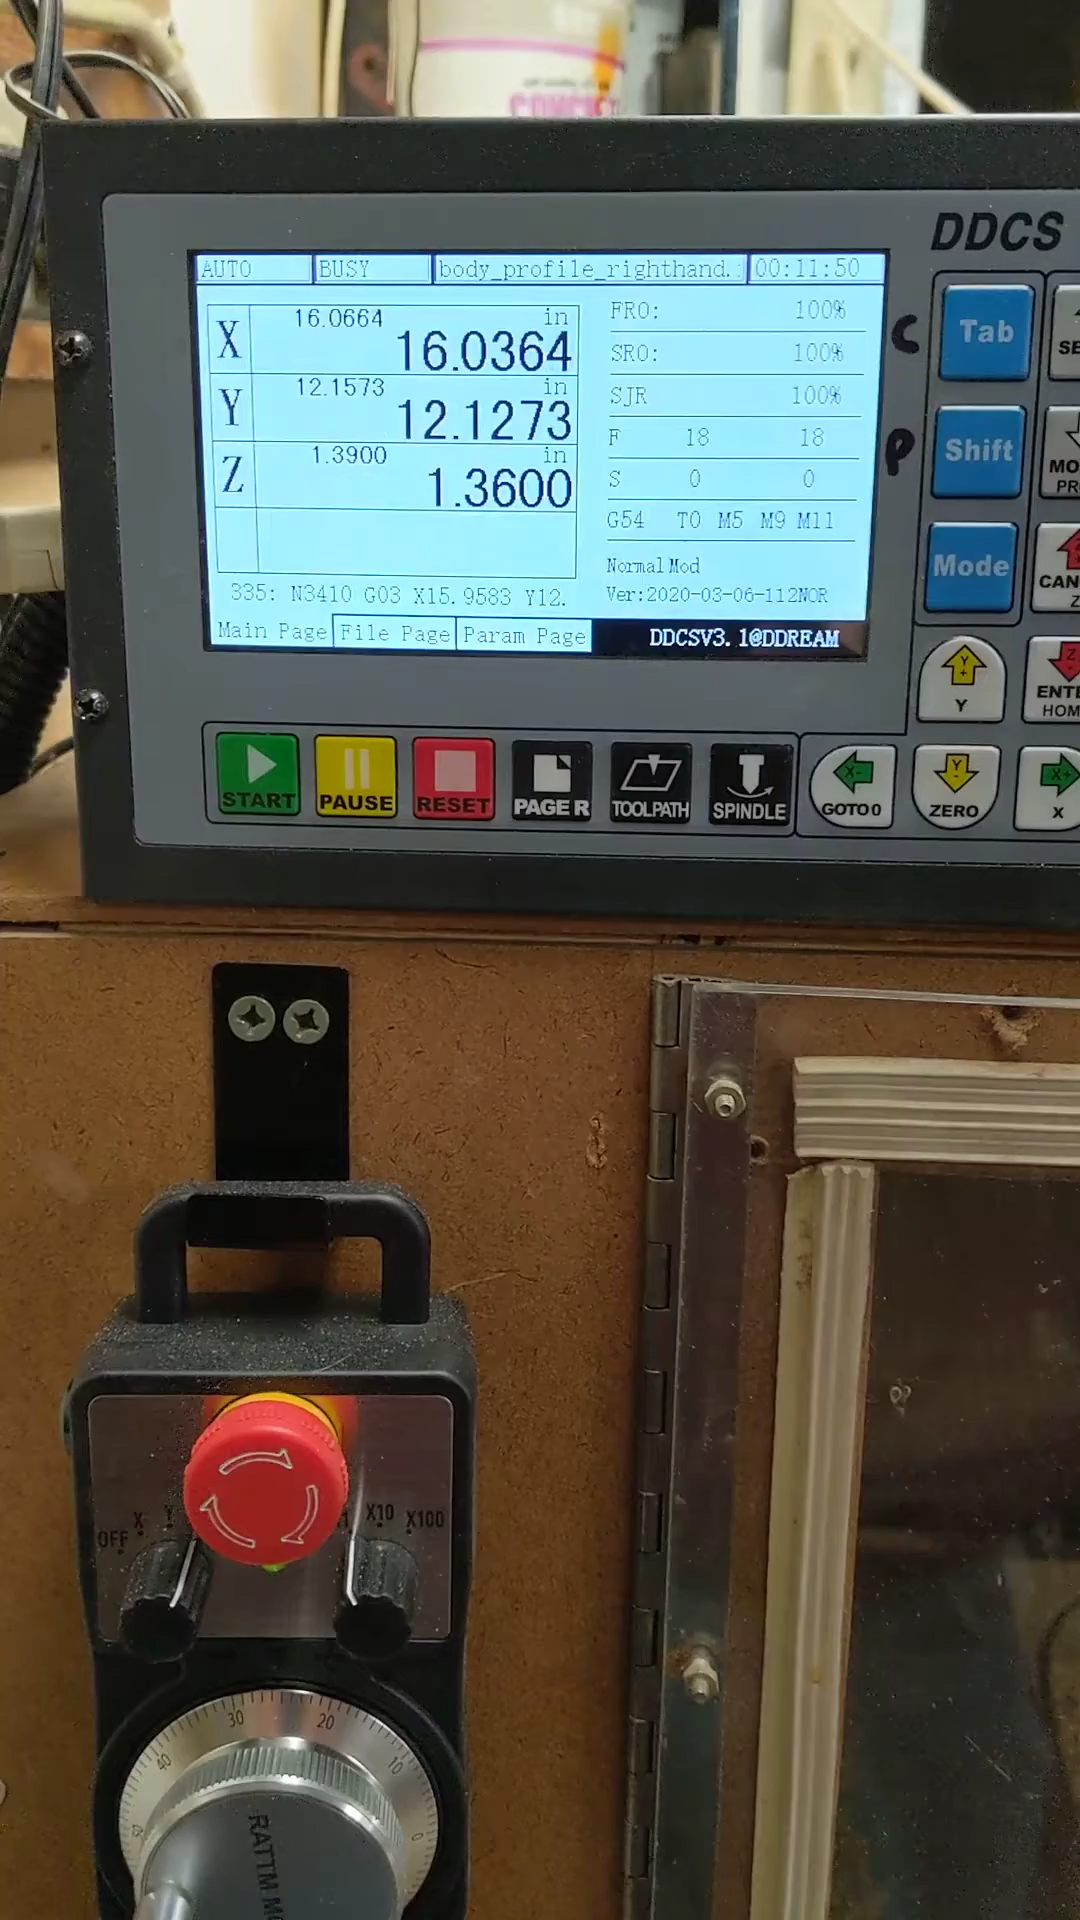 DDCS
AUTO BUSY body_profile_righthand. 00:11:50
X 16.0664 in
16.0364
Y 12.1573 in
12.1273
Z 1.3900 in
1.3600
FRO: 100%
SRO: 100%
SJR 100%
F 18 18
S 0 0
G54 T0 M5 M9 M11
Normal Mod
Ver:2020-03-06-112NOR
335: N3410 G03 X15.9583 Y12.
Main Page File Page Param Page DDCSV3.1@DDREAM
C Tab
P Shift
Mode
Y+
Y
START PAUSE RESET PAGE R TOOLPATH SPINDLE
X-
GOTO0
Y-
ZERO
X+
X
OFF X Y X10 X100
40 30 20 10 0
RATTM